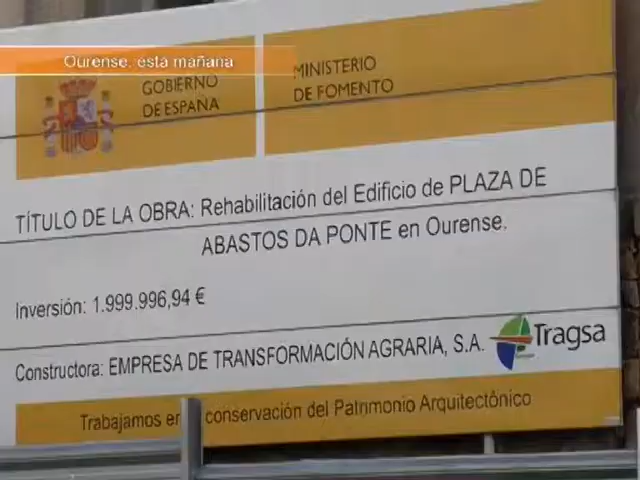 Ourense, esta mañana
GOBIERNO
DE ESPAÑA
MINISTERIO
DE FOMENTO
TÍTULO DE LA OBRA: Rehabilitación del Edificio de PLAZA DE
ABASTOS DA PONTE en Ourense.
Inversión: 1.999.996,94 €
Constructora: EMPRESA DE TRANSFORMACIÓN AGRARIA, S.A.
Tragsa
Trabajamos en conservación del Patrimonio Arquitectónico